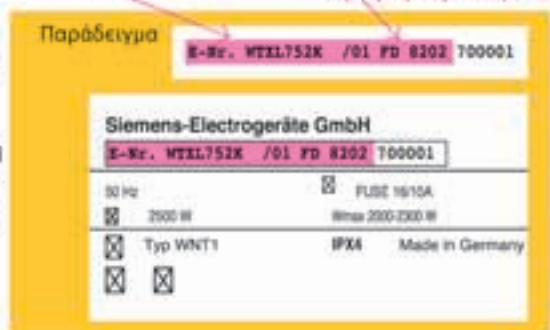 Παράδειγμα
E-Nr. WTXL752K /01 FD 8202 700001
Siemens-Electrogeräte GmbH
E-Nr. WTXL752K /01 FD 8202 700001
50 Hz FUSE 16/10A
2500 W Wmax 2000-2300 W
Typ WNT1 IPX4 Made in Germany